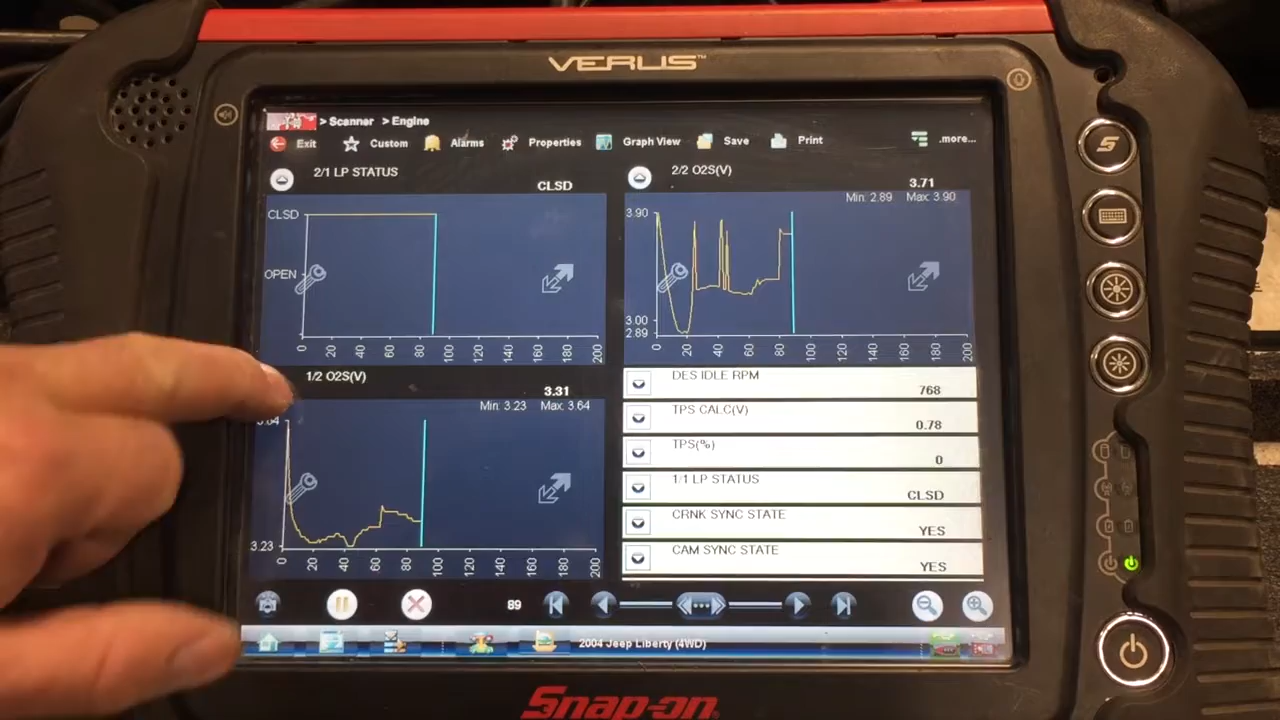 VERUS™
> Scanner > Engine
Exit Custom Alarms Properties Graph View Save Print .more...
2/1 LP STATUS
CLSD
CLSD
OPEN
0 20 40 60 80 100 120 140 160 180 200
2/2 O2S(V)
3.71
Min: 2.89 Max: 3.90
3.90
3.00
2.89
0 20 40 60 80 100 120 140 160 180 200
1/2 O2S(V)
3.31
Min: 3.23 Max: 3.64
3.64
3.23
0 20 40 60 80 100 120 140 160 180 200
DES IDLE RPM 768
TPS CALC(V) 0.78
TPS(%) 0
1/1 LP STATUS CLSD
CRNK SYNC STATE YES
CAM SYNC STATE YES
89
2004 Jeep Liberty (4WD)
Snap-on
S